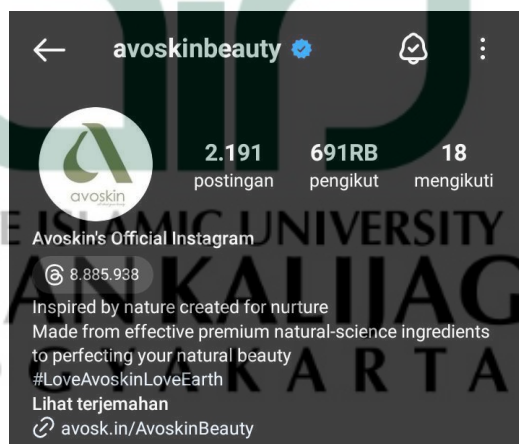 avoskinbeauty
2.191 691RB 18
postingan pengikut mengikuti
avoskin
E ISLAMIC UNIVERSITY
Avoskin's Official Instagram
8.885.938
ANKALIJAG
Inspired by nature created for nurture
Made from effective premium natural-science ingredients
to perfecting your natural beauty
#LoveAvoskinLoveEarth
GYAKARTA
Lihat terjemahan
avosk.in/AvoskinBeauty